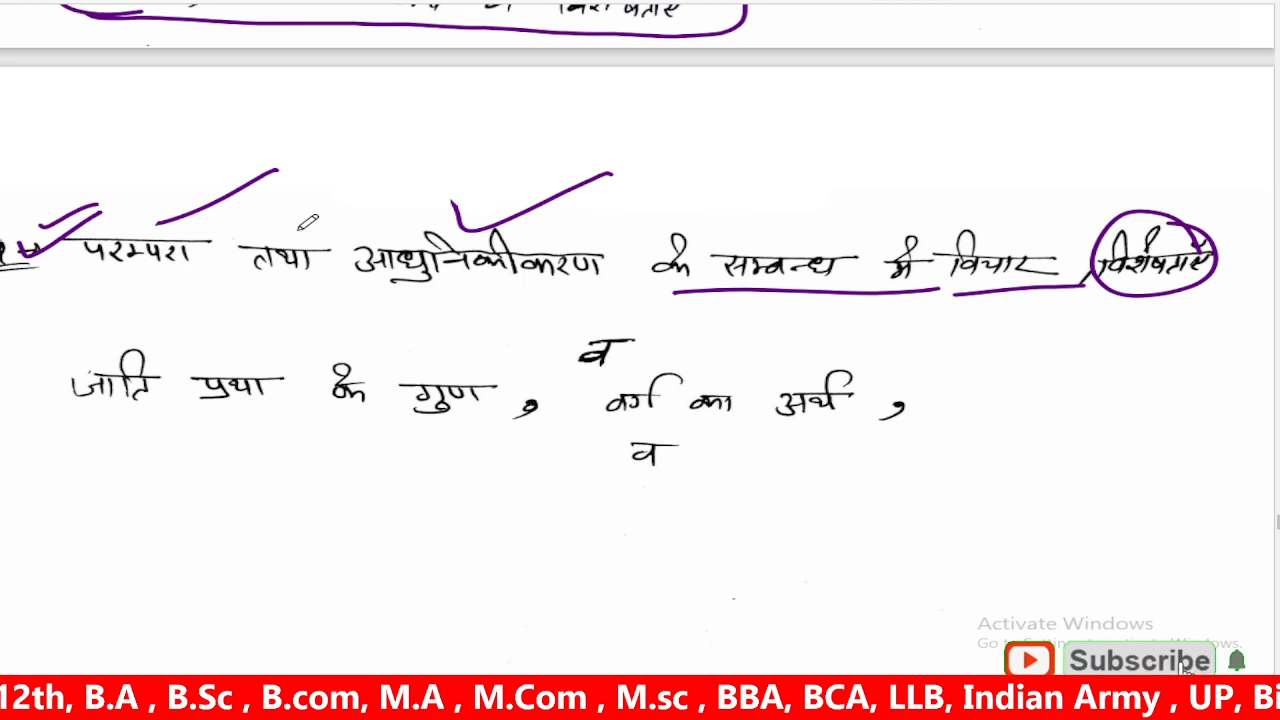 विशेषताएं
परम्परा तथा आधुनिकीकरण के सम्बन्ध में विचार, विशेषताएं
व
जाति प्रथा के गुण, वर्ग का अर्थ,
व
Activate Windows
Subscribe
12th, B.A , B.Sc , B.com, M.A , M.Com , M.sc , BBA, BCA, LLB, Indian Army , UP,